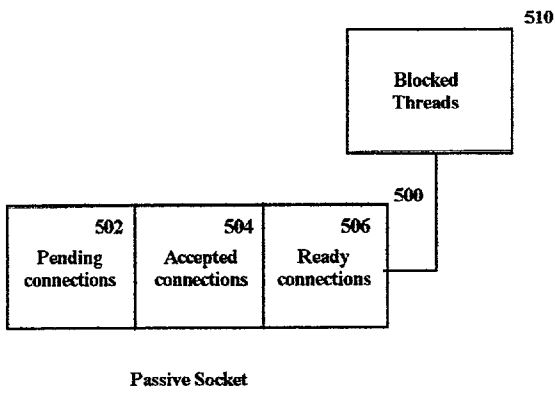 510
Blocked
Threads
500
502
Pending
connections
504
Accepted
connections
506
Ready
connections
Passive Socket